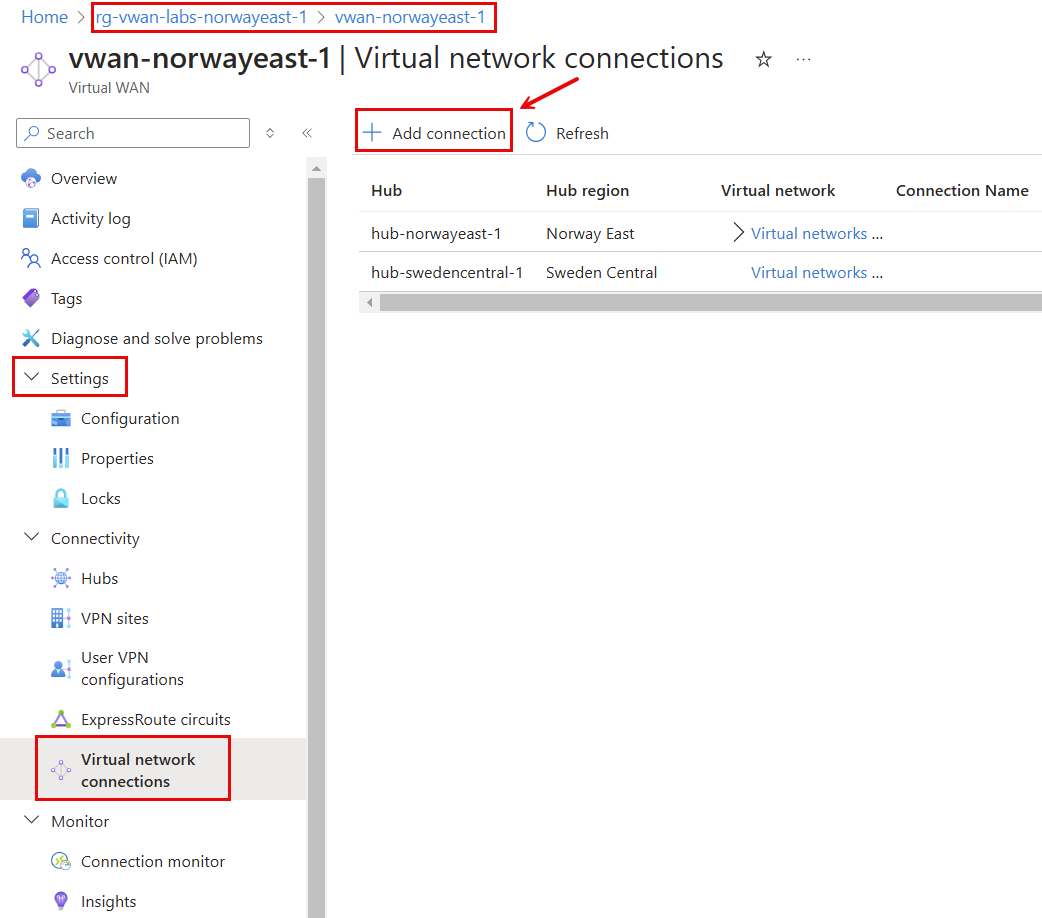 Home > rg-vwan-labs-norwayeast-1 > vwan-norwayeast-1
vwan-norwayeast-1 | Virtual network connections
Virtual WAN
Search
Add connection
Refresh
Overview
Activity log
Access control (IAM)
Tags
Diagnose and solve problems
Settings
Configuration
Properties
Locks
Connectivity
Hubs
VPN sites
User VPN
configurations
ExpressRoute circuits
Virtual network
connections
Monitor
Connection monitor
Insights
Hub Hub region Virtual network Connection Name
hub-norwayeast-1 Norway East Virtual networks ...
hub-swedencentral-1 Sweden Central Virtual networks ...